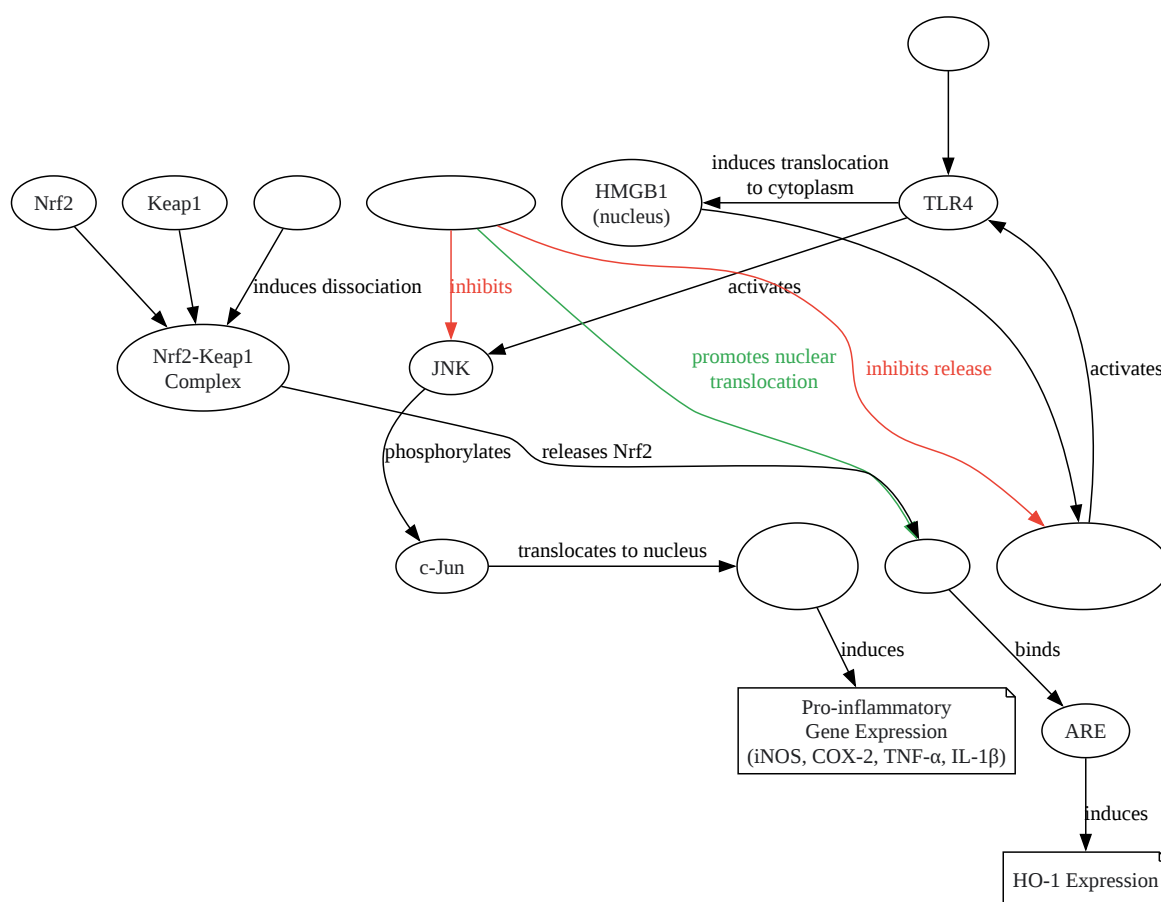 induces translocation
to cytoplasm
Nrf2
Keap1
HMGB1
(nucleus)
TLR4
induces dissociation
inhibits
activates
Nrf2-Keap1
Complex
JNK
promotes nuclear
translocation
inhibits release
activates
phosphorylates
releases Nrf2
c-Jun
translocates to nucleus
induces
binds
Pro-inflammatory
Gene Expression
(iNOS, COX-2, TNF-α, IL-1β)
ARE
induces
HO-1 Expression